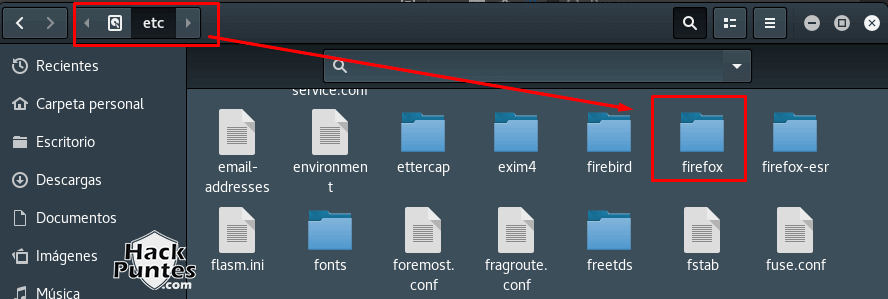 etc
service.conf
Recientes
Carpeta personal
Escritorio
Descargas
Documentos
Imágenes
Música
email-
addresses
environmen
t
ettercap
exim4
firebird
firefox
firefox-esr
flasm.ini
fonts
foremost.
conf
fragroute.
conf
freetds
fstab
fuse.conf
Hack
Puntes
.com